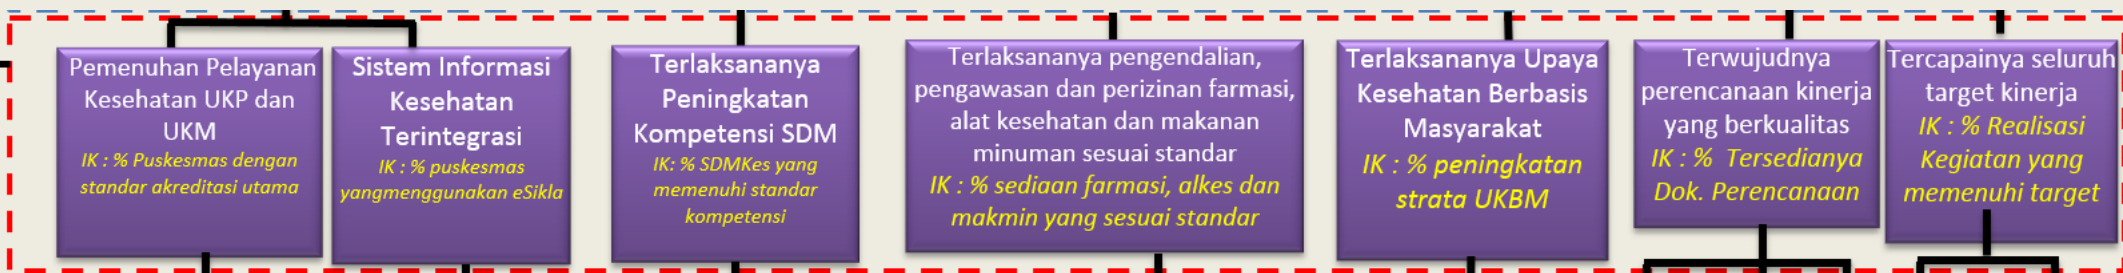 Pemenuhan Pelayanan
Kesehatan UKP dan
UKM
IK : % Puskesmas dengan
standar akreditasi utama
Sistem Informasi
Kesehatan
Terintegrasi
IK : % puskesmas
yangmenggunakan eSikla
Terlaksananya
Peningkatan
Kompetensi SDM
IK: % SDMKes yang
memenuhi standar
kompetensi
Terlaksananya pengendalian,
pengawasan dan perizinan farmasi,
alat kesehatan dan makanan
minuman sesuai standar
IK : % sediaan farmasi, alkes dan
makmin yang sesuai standar
Terlaksananya Upaya
Kesehatan Berbasis
Masyarakat
IK : % peningkatan
strata UKBM
Terwujudnya
perencanaan kinerja
yang berkualitas
IK : % Tersedianya
Dok. Perencanaan
Tercapainya seluruh
target kinerja
IK : % Realisasi
Kegiatan yang
memenuhi target